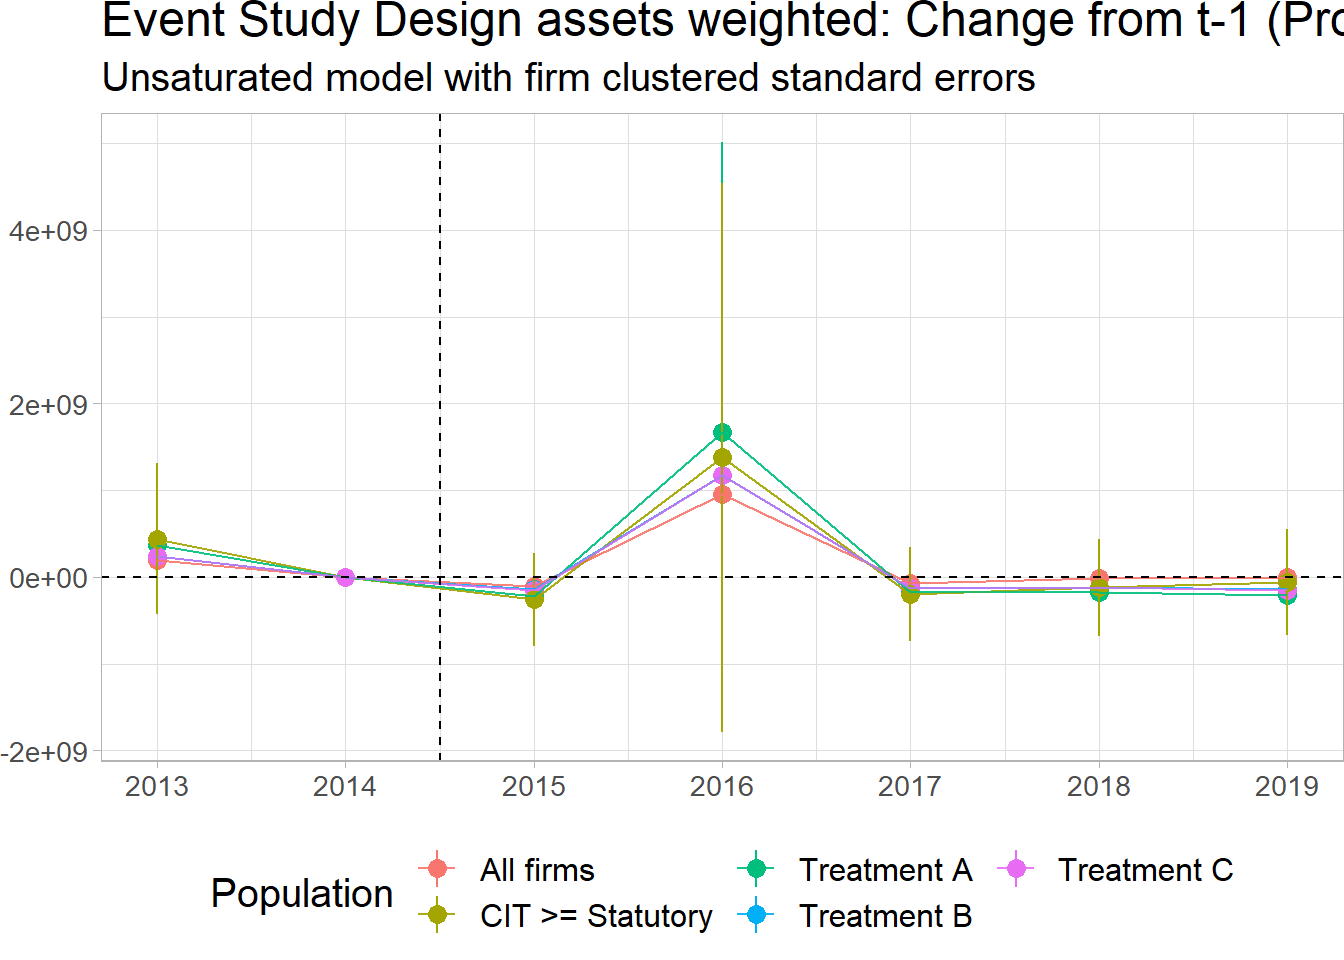 Event Study Design assets weighted: Change from t-1 (Pro
Unsaturated model with firm clustered standard errors
4e+09
2e+09
0e+00
-2e+09
2013 2014 2015 2016 2017 2018 2019
Population
All firms Treatment A Treatment C
CIT >= Statutory Treatment B